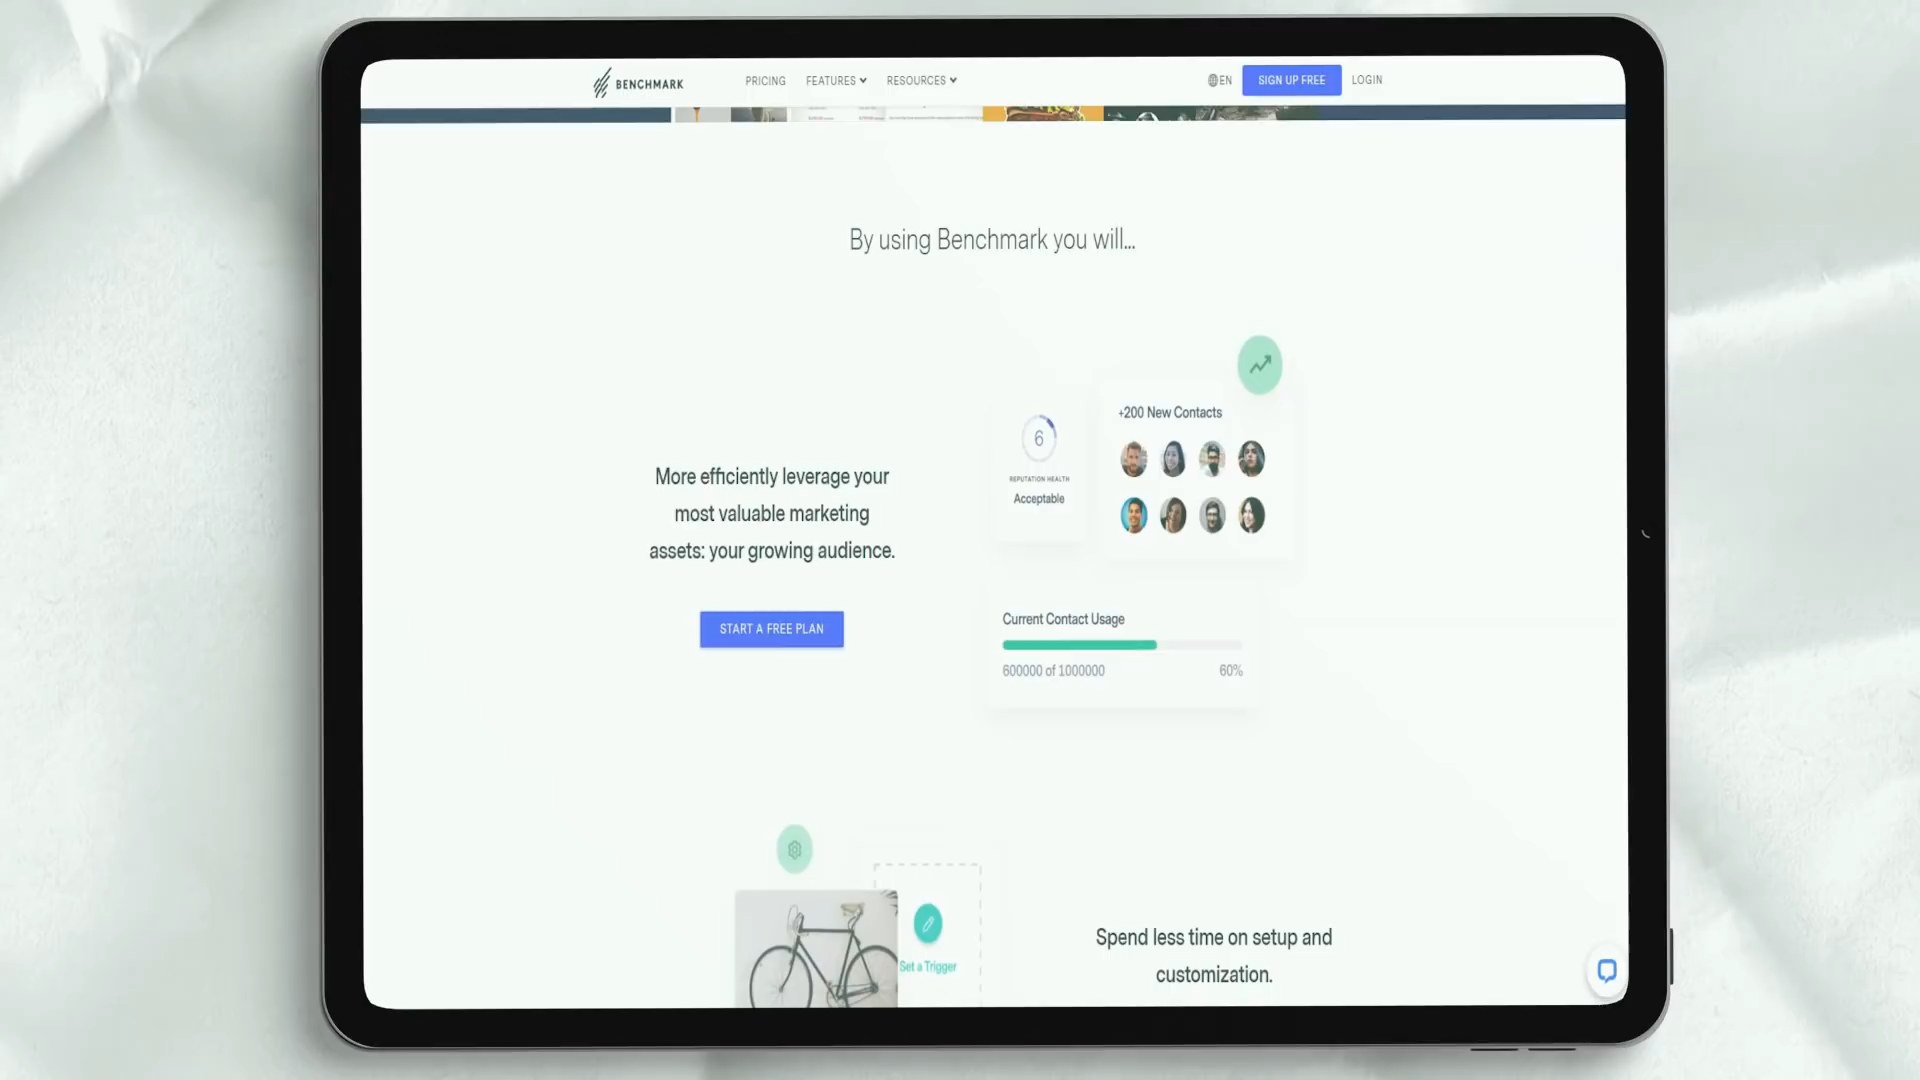 BENCHMARK
PRICING
FEATURES
RESOURCES
EN
SIGN UP FREE
LOGIN
By using Benchmark you will...
More efficiently leverage your
most valuable marketing
assets: your growing audience.
START A FREE PLAN
6
REPUTATION HEALTH
Acceptable
+200 New Contacts
Current Contact Usage
600000 of 1000000
60%
Set a Trigger
Spend less time on setup and
customization.